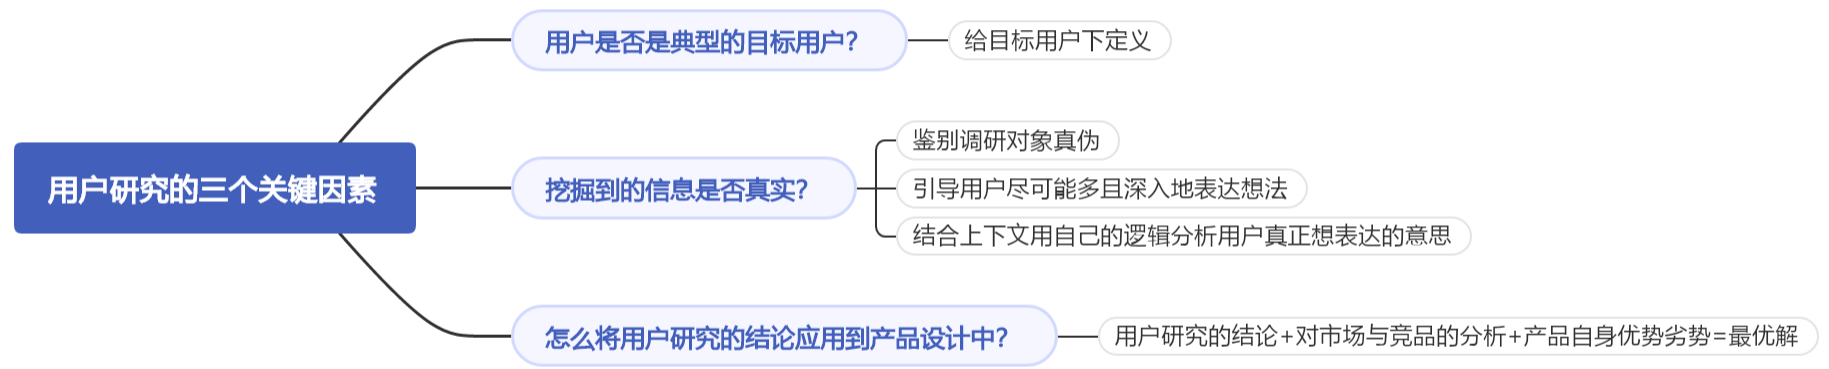 用户是否是典型的目标用户？
给目标用户下定义
鉴别调研对象真伪
用户研究的三个关键因素
挖掘到的信息是否真实？
引导用户尽可能多且深入地表达想法
结合上下文用自己的逻辑分析用户真正想表达的意思
怎么将用户研究的结论应用到产品设计中？
用户研究的结论+对市场与竞品的分析+产品自身优势劣势=最优解